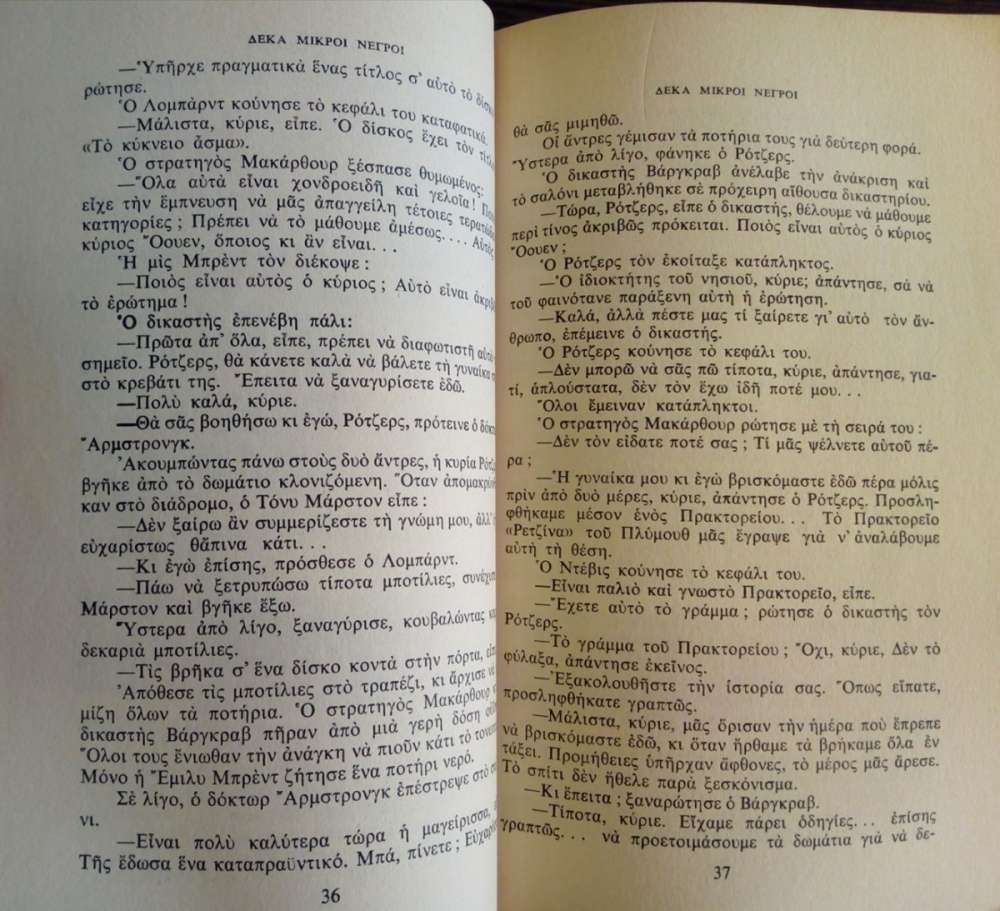 ΔΕΚΑ ΜΙΚΡΟΙ ΝΕΓΡΟΙ
—Ὑπῆρχε πραγματικὰ ἕνας τίτλος σ' αὐτὸ τὸ
ρώτησε.
Ὁ Λομπάρντ κούνησε τὸ κεφάλι του καταφατικά.
—Μάλιστα, κύριε, εἶπε. Ὁ δίσκος ἔχει τὸν
«Τὸ κύκνειο ἆσμα».
Ὁ στρατηγὸς Μακάρθουρ ξέσπασε θυμωμένος:
—Ὅλα αὐτὰ εἶναι χονδροειδῆ καὶ γελοῖα!
εἶχε τὴν ἔμπνευση νὰ μᾶς ἀπαγγείλη τέτοιες
κατηγορίες; Πρέπει νὰ τὸ μάθουμε ἀμέσως.... Αὐτὸς
κύριος Ὄουεν, ὅποιος κι ἂν εἶναι...
Ἡ μὶς Μπρὲντ τὸν διέκοψε:
—Ποιὸς εἶναι αὐτὸς ὁ κύριος; Αὐτὸ εἶναι
τὸ ἐρώτημα!
Ὁ δικαστὴς ἐπενέβη πάλι:
—Πρῶτα ἀπ' ὅλα, εἶπε, πρέπει νὰ διαφωτιστῆ
σημεῖο. Ρότζερς, θὰ κάνετε καλὰ νὰ βάλετε τὴ γυναίκα
στὸ κρεβάτι της. Ἔπειτα νὰ ξαναγυρίσετε ἐδῶ.
—Πολὺ καλά, κύριε.
—Θὰ σᾶς βοηθήσω κι ἐγώ, Ρότζερς, πρότεινε ὁ
Ἄρμστρονγκ.
Ἀκουμπώντας πάνω στοὺς δυὸ ἄντρες, ἡ κυρία
βγῆκε ἀπὸ τὸ δωμάτιο κλονιζόμενη. Ὅταν
καν στὸ διάδρομο, ὁ Τόνυ Μάρστον εἶπε:
—Δὲν ξαίρω ἂν συμμερίζεστε τὴ γνώμη μου,
εὐχαρίστως θἄπινα κάτι...
—Κι ἐγὼ ἐπίσης, πρόσθεσε ὁ Λομπάρντ.
—Πάω νὰ ξετρυπώσω τίποτα μποτίλιες,
Μάρστον καὶ βγῆκε ἔξω.
Ὕστερα ἀπὸ λίγο, ξαναγύρισε, κουβαλώντας
δεκαριὰ μποτίλιες.
—Τὶς βρῆκα σ' ἕνα δίσκο κοντὰ στὴν πόρτα,
Ἀπόθεσε τὶς μποτίλιες στὸ τραπέζι, κι ἄρχισε
μίζη ὅλων τὰ ποτήρια. Ὁ στρατηγὸς Μακάρθουρ
δικαστὴς Βάργκραβ πῆραν ἀπὸ μιὰ γερὴ δόση
Ὅλοι τους ἔνιωθαν τὴν ἀνάγκη νὰ πιοῦν κάτι τὸ
Μόνο ἡ Ἔμιλυ Μπρὲντ ζήτησε ἕνα ποτήρι νερό.
Σὲ λίγο, ὁ δόκτωρ Ἄρμστρονγκ ἐπέστρεψε στὸ
νι.
—Εἶναι πολὺ καλύτερα τώρα ἡ μαγείρισσα,
Τῆς ἔδωσα ἕνα καταπραϋντικό. Μπά, πίνετε;
36
ΔΕΚΑ ΜΙΚΡΟΙ ΝΕΓΡΟΙ
θὰ σᾶς μιμηθῶ.
Οἱ ἄντρες γέμισαν τὰ ποτήρια τους γιὰ δεύτερη φορά.
Ὕστερα ἀπὸ λίγο, φάνηκε ὁ Ρότζερς.
Ὁ δικαστὴς Βάργκραβ ἀνέλαβε τὴν ἀνάκριση καὶ
τὸ σαλόνι μεταβλήθηκε σὲ πρόχειρη αἴθουσα δικαστηρίου.
—Τώρα, Ρότζερς, εἶπε ὁ δικαστής, θέλουμε νὰ μάθουμε
περὶ τίνος ἀκριβῶς πρόκειται. Ποιὸς εἶναι αὐτὸς ὁ κύριος
Ὄουεν;
Ὁ Ρότζερς τὸν ἐκοίταξε κατάπληκτος.
—Ὁ ἰδιοκτήτης τοῦ νησιοῦ, κύριε; ἀπάντησε, σὰ νὰ
τοῦ φαινότανε παράξενη αὐτὴ ἡ ἐρώτηση.
—Καλά, ἀλλὰ πέστε μας τί ξαίρετε γι' αὐτὸ τὸν ἄν-
θρωπο, ἐπέμεινε ὁ δικαστής.
Ὁ Ρότζερς κούνησε τὸ κεφάλι του.
—Δὲν μπορῶ νὰ σᾶς πῶ τίποτα, κύριε, ἀπάντησε, για-
τί, ἁπλούστατα, δὲν τὸν ἔχω ἰδῆ ποτέ μου...
Ὅλοι ἔμειναν κατάπληκτοι.
Ὁ στρατηγὸς Μακάρθουρ ρώτησε μὲ τὴ σειρά του:
—Δὲν τὸν εἴδατε ποτέ σας; Τί μᾶς ψέλνετε αὐτοῦ πέ-
ρα;
—Ἡ γυναίκα μου κι ἐγὼ βρισκόμαστε ἐδῶ πέρα μόλις
πρὶν ἀπὸ δυὸ μέρες, κύριε, ἀπάντησε ὁ Ρότζερς. Προσλη-
φθήκαμε μέσον ἑνὸς Πρακτορείου... Τὸ Πρακτορεῖο
«Ρετζίνα» τοῦ Πλύμουθ μᾶς ἔγραψε γιὰ ν' ἀναλάβουμε
αὐτὴ τὴ θέση.
Ὁ Ντέβις κούνησε τὸ κεφάλι του.
—Εἶναι παλιὸ καὶ γνωστὸ Πρακτορεῖο, εἶπε.
—Ἔχετε αὐτὸ τὸ γράμμα; ρώτησε ὁ δικαστὴς τὸν
Ρότζερς.
—Τὸ γράμμα τοῦ Πρακτορείου; Ὄχι, κύριε, Δὲν τὸ
φύλαξα, ἀπάντησε ἐκεῖνος.
—Ἐξακολουθῆστε τὴν ἱστορία σας. Ὅπως εἴπατε,
προσληφθήκατε γραπτῶς.
—Μάλιστα, κύριε, μᾶς ὅρισαν τὴν ἡμέρα ποὺ ἔπρεπε
νὰ βρισκόμαστε ἐδῶ, κι ὅταν ἤρθαμε τὰ βρήκαμε ὅλα ἐν
τάξει. Προμήθειες ὑπῆρχαν ἄφθονες, τὸ μέρος μᾶς ἄρεσε.
Τὸ σπίτι δὲν ἤθελε παρὰ ξεσκόνισμα.
—Κι ἔπειτα; ξαναρώτησε ὁ Βάργκραβ.
—Τίποτα, κύριε. Εἴχαμε πάρει ὁδηγίες... ἐπίσης
γραπτῶς... νὰ προετοιμάσουμε τὰ δωμάτια γιὰ νὰ δε-
37